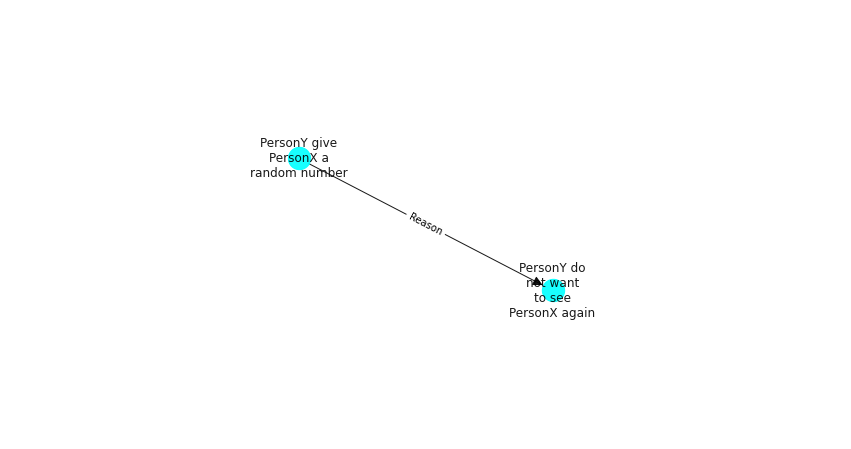 PersonY give
PersonX a
random number
Reason
PersonY do
not want
to see
PersonX again